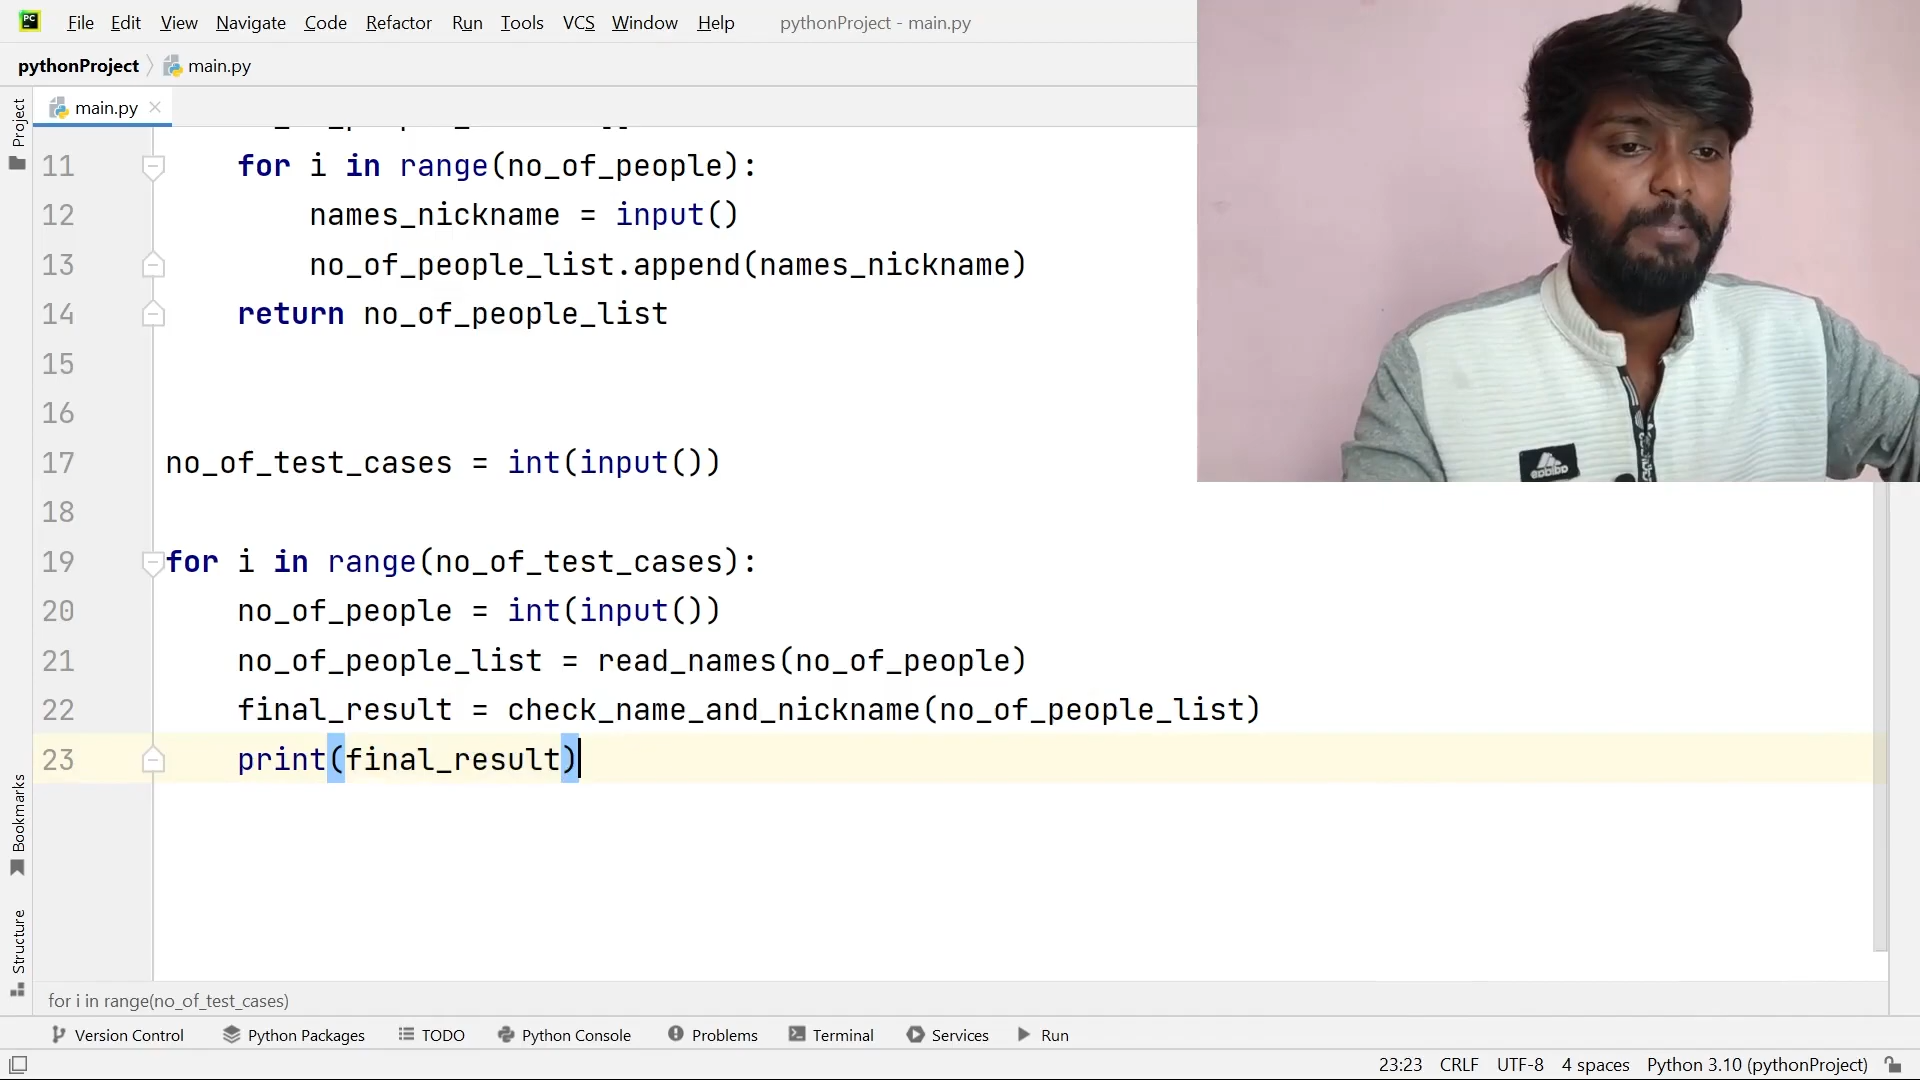 PC File Edit View Navigate Code Refactor Run Tools VCS Window Help pythonProject - main.py
pythonProject main.py
main.py
Project
11 for i in range(no_of_people):
12 names_nickname = input()
13 no_of_people_list.append(names_nickname)
14 return no_of_people_list
15
16
17 no_of_test_cases = int(input())
18
19 for i in range(no_of_test_cases):
20 no_of_people = int(input())
21 no_of_people_list = read_names(no_of_people)
22 final_result = check_name_and_nickname(no_of_people_list)
23 print(final_result)
Bookmarks
Structure
for i in range(no_of_test_cases)
Version Control Python Packages TODO Python Console Problems Terminal Services Run
23:23 CRLF UTF-8 4 spaces Python 3.10 (pythonProject)